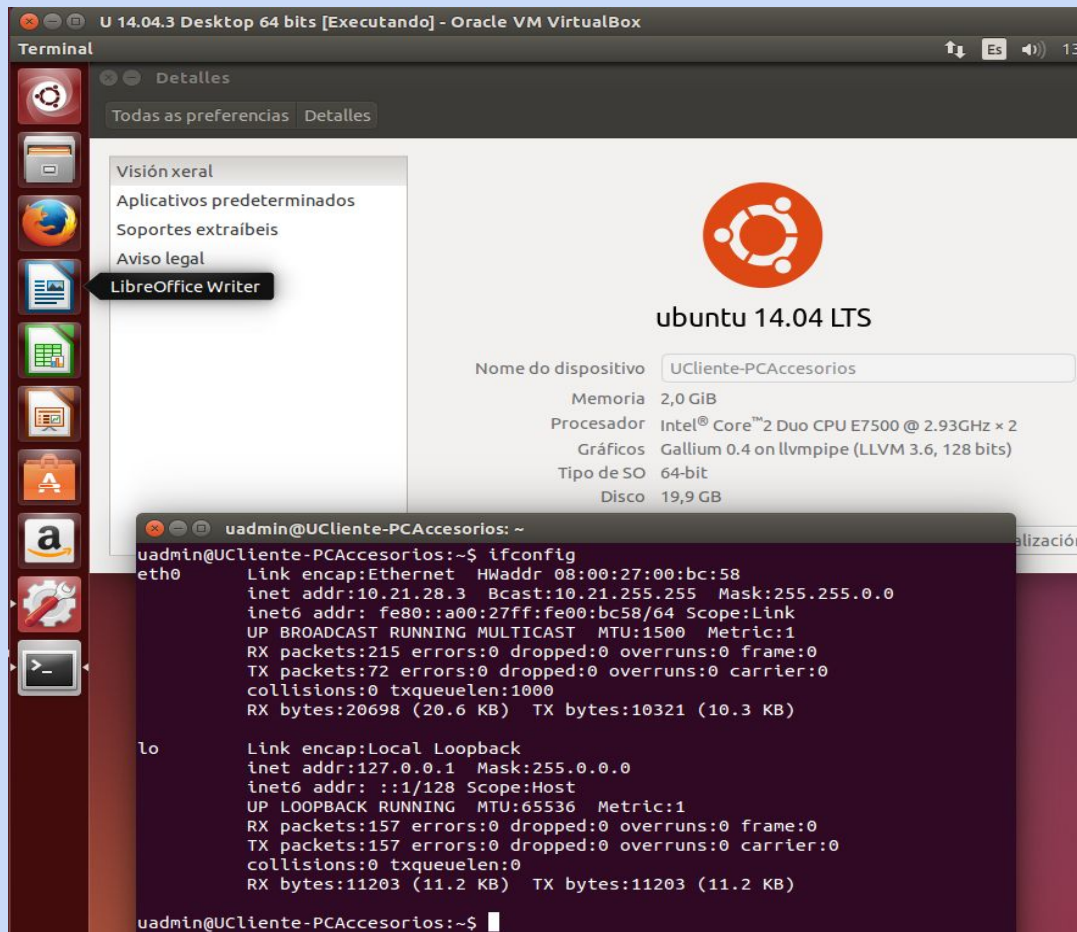 U 14.04.3 Desktop 64 bits [Executando] - Oracle VM VirtualBox
Terminal
Es
13
Detalles
Todas as preferencias Detalles
Visión xeral
Aplicativos predeterminados
Soportes extraíbeis
Aviso legal
LibreOffice Writer
ubuntu 14.04 LTS
Nome do dispositivo UCliente-PCAccesorios
Memoria 2,0 GiB
Procesador Intel® Core™2 Duo CPU E7500 @ 2.93GHz × 2
Gráficos Gallium 0.4 on llvmpipe (LLVM 3.6, 128 bits)
Tipo de SO 64-bit
Disco 19,9 GB
alización
uadmin@UCliente-PCAccesorios: ~
uadmin@UCliente-PCAccesorios:~$ ifconfig
eth0 Link encap:Ethernet HWaddr 08:00:27:00:bc:58
inet addr:10.21.28.3 Bcast:10.21.255.255 Mask:255.255.0.0
inet6 addr: fe80::a00:27ff:fe00:bc58/64 Scope:Link
UP BROADCAST RUNNING MULTICAST MTU:1500 Metric:1
RX packets:215 errors:0 dropped:0 overruns:0 frame:0
TX packets:72 errors:0 dropped:0 overruns:0 carrier:0
collisions:0 txqueuelen:1000
RX bytes:20698 (20.6 KB) TX bytes:10321 (10.3 KB)
lo Link encap:Local Loopback
inet addr:127.0.0.1 Mask:255.0.0.0
inet6 addr: ::1/128 Scope:Host
UP LOOPBACK RUNNING MTU:65536 Metric:1
RX packets:157 errors:0 dropped:0 overruns:0 frame:0
TX packets:157 errors:0 dropped:0 overruns:0 carrier:0
collisions:0 txqueuelen:0
RX bytes:11203 (11.2 KB) TX bytes:11203 (11.2 KB)
uadmin@UCliente-PCAccesorios:~$